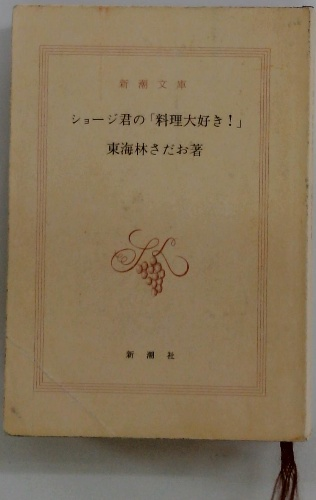 新潮文庫
ショージ君の「料理大好き!」
東海林さだお著
新潮社